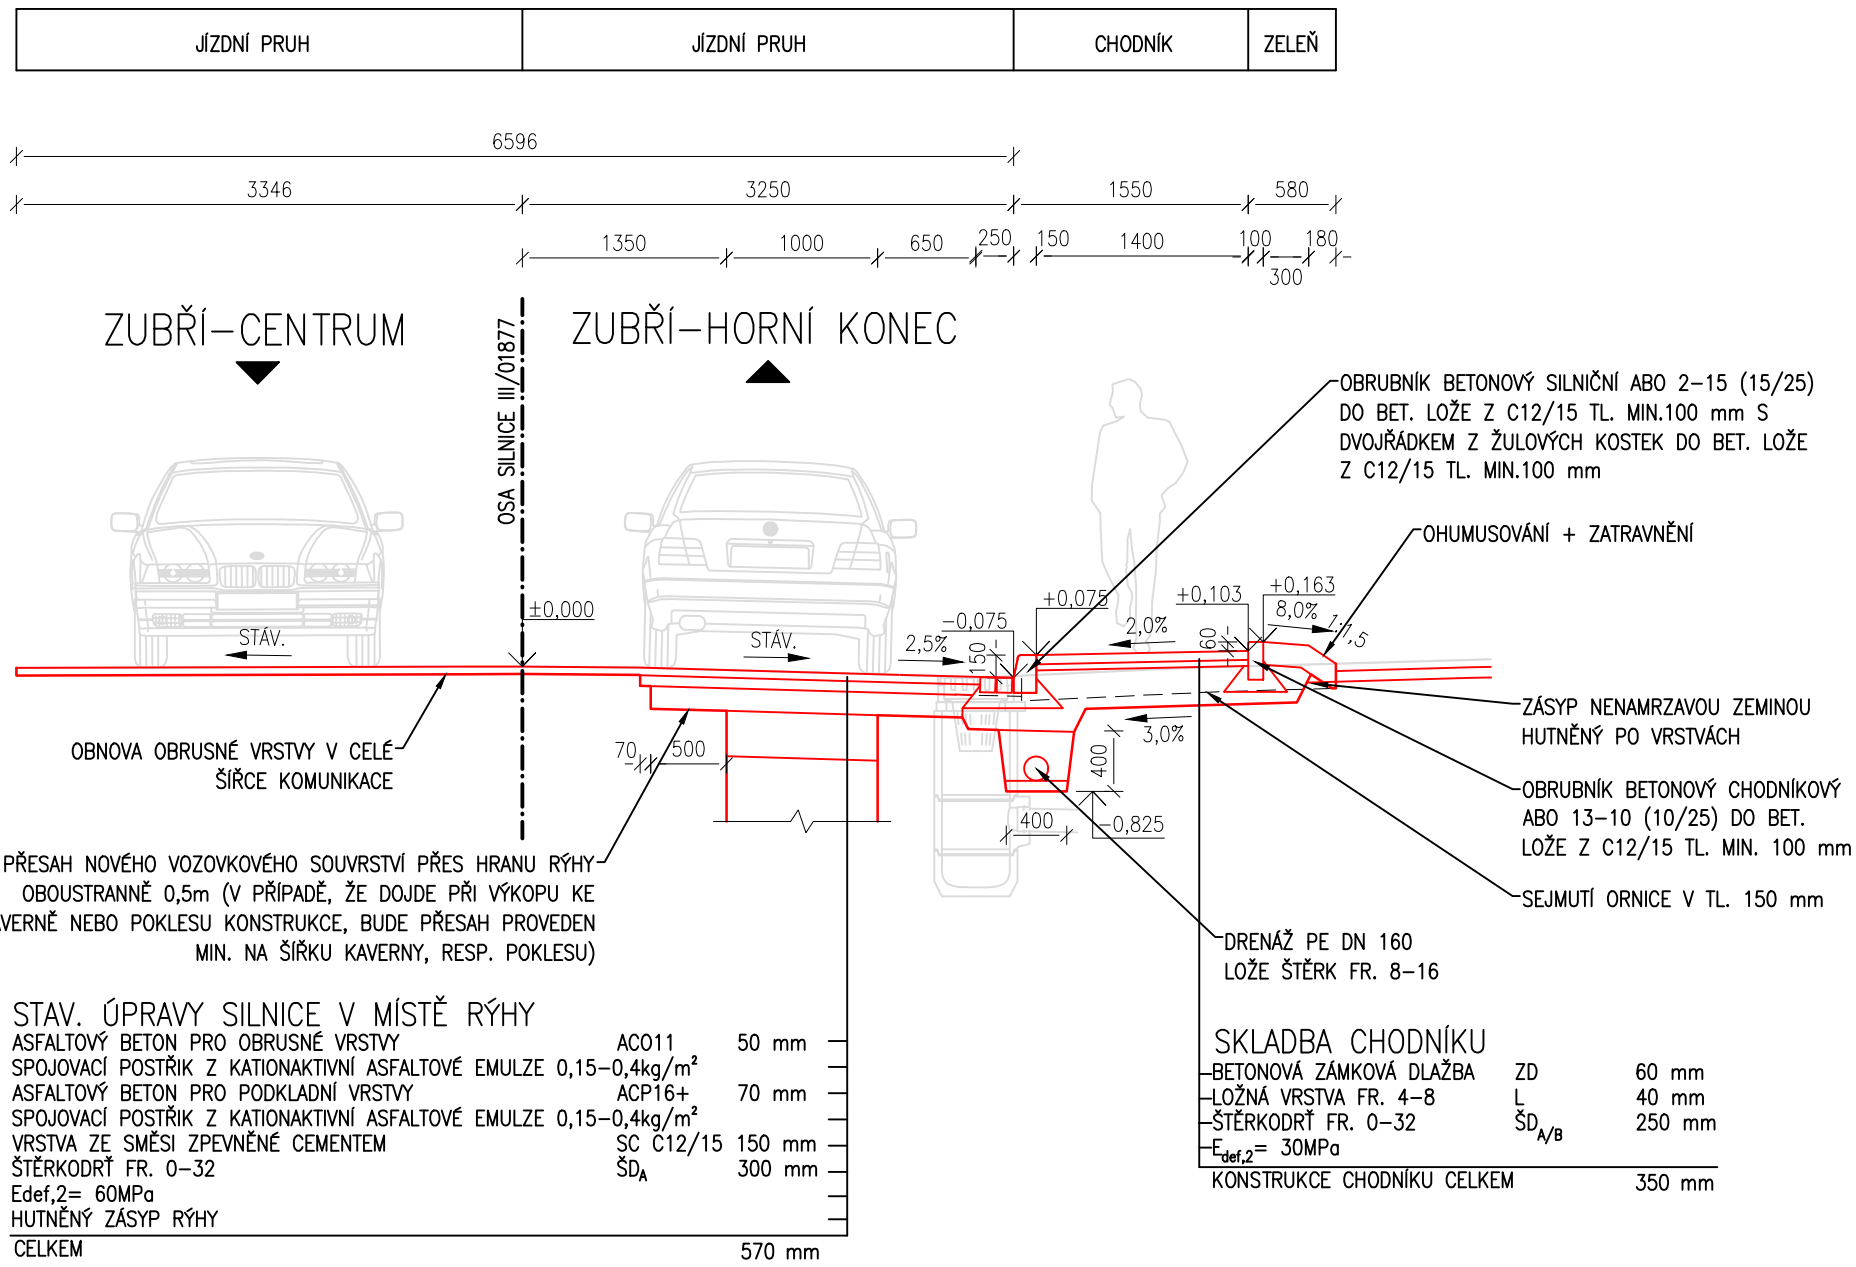 JÍZDNÍ PRUH JÍZDNÍ PRUH CHODNÍK ZELEŇ
6596
3346 3250 1550 580
1350 1000 650 250 150 1400 100 180
300
ZUBŘÍ-CENTRUM ZUBŘÍ-HORNÍ KONEC
OSA SILNICE III/01877
OBRUBNÍK BETONOVÝ SILNIČNÍ ABO 2-15 (15/25)
DO BET. LOŽE Z C12/15 TL. MIN.100 mm S
DVOJŘÁDKEM Z ŽULOVÝCH KOSTEK DO BET. LOŽE
Z C12/15 TL. MIN.100 mm
OHUMUSOVÁNÍ + ZATRAVNĚNÍ
±0,000 -0,075 +0,075 +0,103 +0,163
STÁV. STÁV. 2,5% 150 2,0% 60 8,0% 1:1,5
ZÁSYP NENAMRZAVOU ZEMINOU
HUTNĚNÝ PO VRSTVÁCH
3,0%
OBNOVA OBRUSNÉ VRSTVY V CELÉ
ŠÍŘCE KOMUNIKACE
70 500 400
400 -0,825
OBRUBNÍK BETONOVÝ CHODNÍKOVÝ
ABO 13-10 (10/25) DO BET.
LOŽE Z C12/15 TL. MIN. 100 mm
SEJMUTÍ ORNICE V TL. 150 mm
PŘESAH NOVÉHO VOZOVKOVÉHO SOUVRSTVÍ PŘES HRANU RÝHY
OBOUSTRANNĚ 0,5m (V PŘÍPADĚ, ŽE DOJDE PŘI VÝKOPU KE
AVERNĚ NEBO POKLESU KONSTRUKCE, BUDE PŘESAH PROVEDEN
MIN. NA ŠÍŘKU KAVERNY, RESP. POKLESU)
DRENÁŽ PE DN 160
LOŽE ŠTĚRK FR. 8-16
STAV. ÚPRAVY SILNICE V MÍSTĚ RÝHY
ASFALTOVÝ BETON PRO OBRUSNÉ VRSTVY ACO11 50 mm
SPOJOVACÍ POSTŘIK Z KATIONAKTIVNÍ ASFALTOVÉ EMULZE 0,15-0,4kg/m²
ASFALTOVÝ BETON PRO PODKLADNÍ VRSTVY ACP16+ 70 mm
SPOJOVACÍ POSTŘIK Z KATIONAKTIVNÍ ASFALTOVÉ EMULZE 0,15-0,4kg/m²
VRSTVA ZE SMĚSI ZPEVNĚNÉ CEMENTEM SC C12/15 150 mm
ŠTĚRKODRŤ FR. 0-32 ŠDA 300 mm
Edef,2= 60MPa
HUTNĚNÝ ZÁSYP RÝHY
CELKEM 570 mm
SKLADBA CHODNÍKU
BETONOVÁ ZÁMKOVÁ DLAŽBA ZD 60 mm
LOŽNÁ VRSTVA FR. 4-8 L 40 mm
ŠTĚRKODRŤ FR. 0-32 ŠDA/B 250 mm
Edef,2= 30MPa
KONSTRUKCE CHODNÍKU CELKEM 350 mm